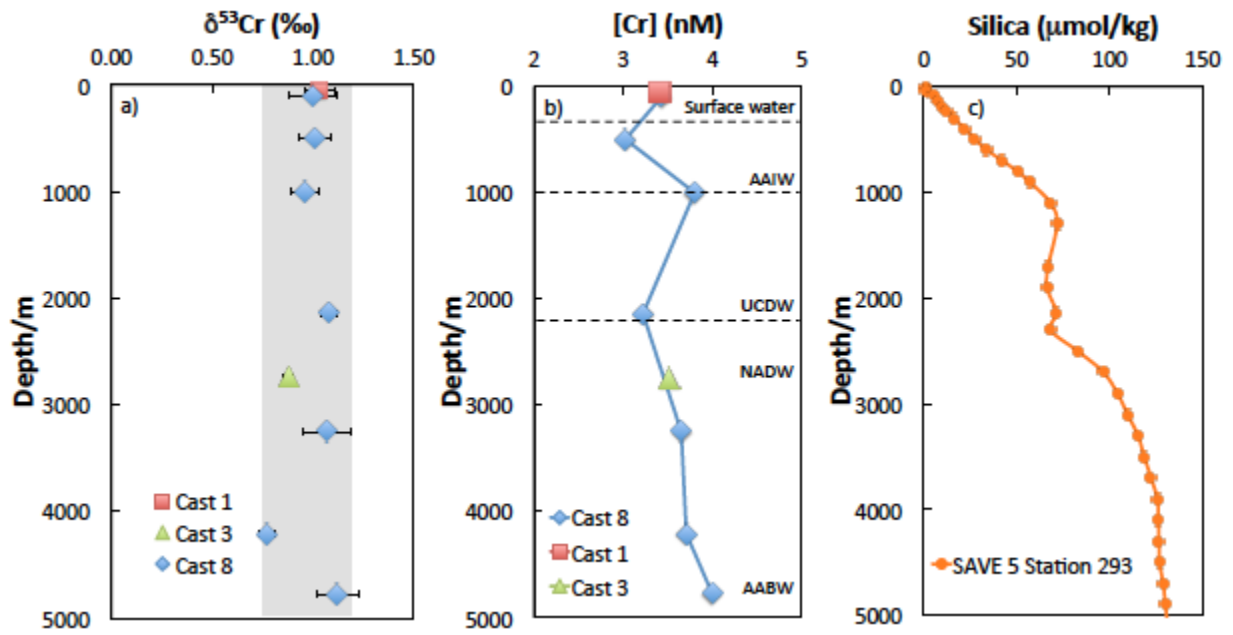 δ⁵³Cr (‰)
0.00 0.50 1.00 1.50
0
1000
2000
3000
4000
5000
Depth/m
a)
Cast 1
Cast 3
Cast 8
[Cr] (nM)
2 3 4 5
0
1000
2000
3000
4000
5000
Depth/m
b)
Surface water
AAIW
UCDW
NADW
AABW
Cast 8
Cast 1
Cast 3
Silica (μmol/kg)
0 50 100 150
0
1000
2000
3000
4000
5000
Depth/m
c)
SAVE 5 Station 293